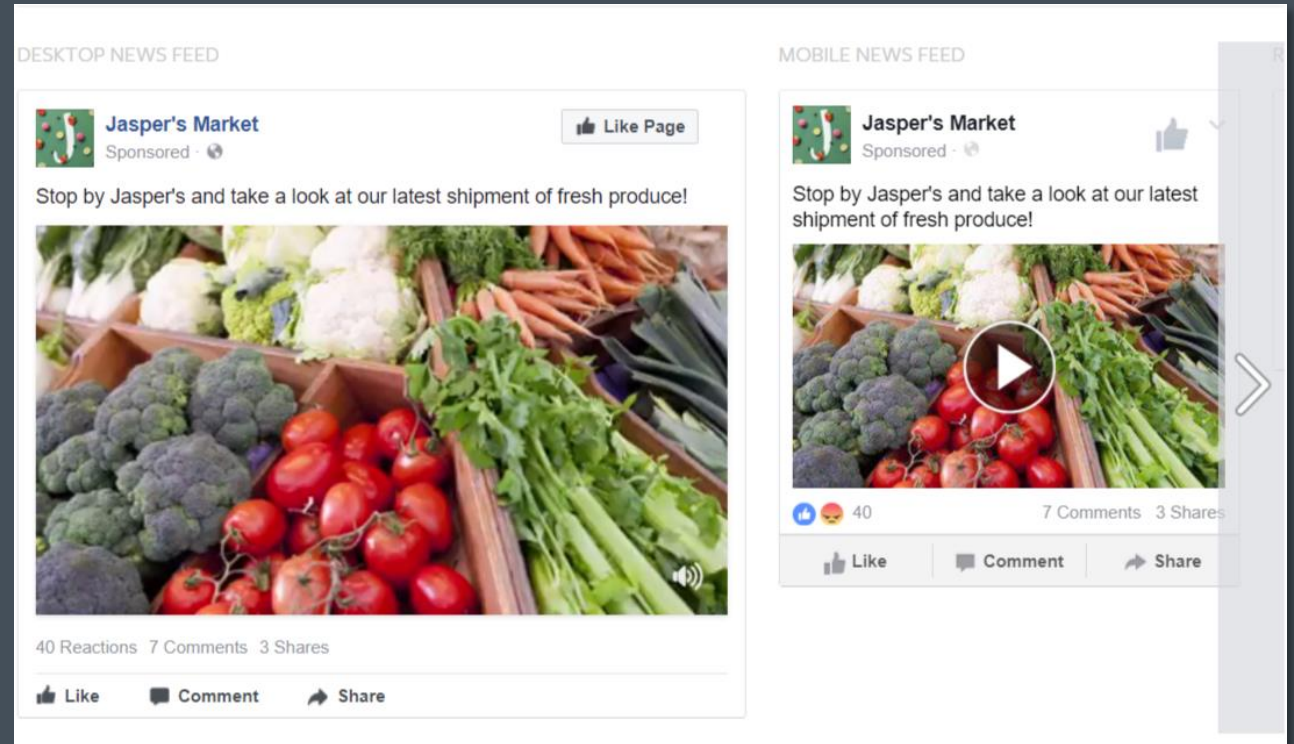 DESKTOP NEWS FEED
Jasper's Market
Like Page
Sponsored ·
Stop by Jasper's and take a look at our latest shipment of fresh produce!
40 Reactions 7 Comments 3 Shares
Like Comment Share
MOBILE NEWS FEED
Jasper's Market
Sponsored ·
Stop by Jasper's and take a look at our latest
shipment of fresh produce!
40 7 Comments 3 Shares
Like Comment Share
R